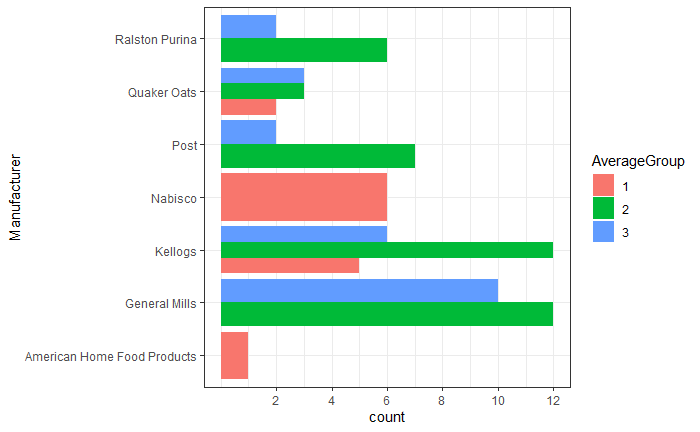 Manufacturer
Ralston Purina
Quaker Oats
Post
Nabisco
Kellogs
General Mills
American Home Food Products
2 4 6 8 10 12
count
AverageGroup
1
2
3